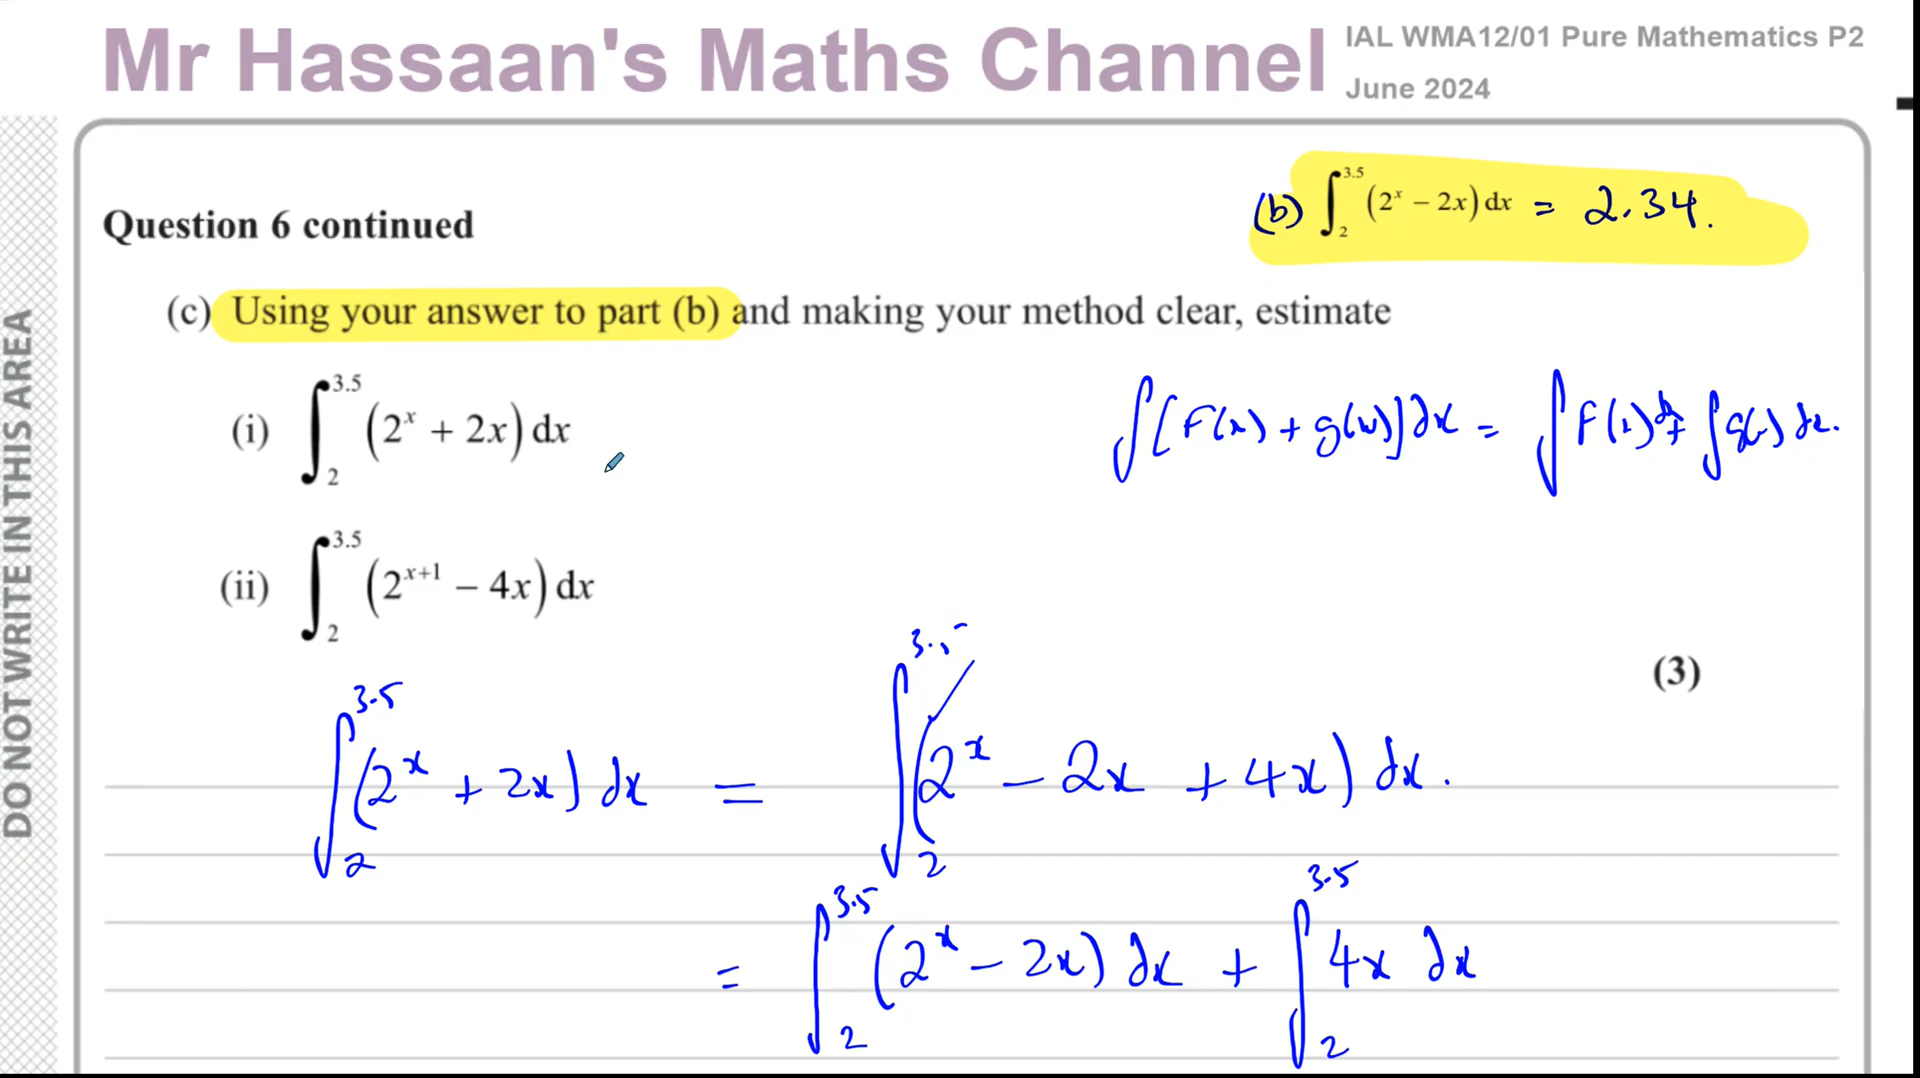 Mr Hassaan's Maths Channel
IAL WMA12/01 Pure Mathematics P2
June 2024
DO NOT WRITE IN THIS AREA
(b) ∫₂^3.5 (2^x − 2x) dx = 2.34.
Question 6 continued
(c) Using your answer to part (b) and making your method clear, estimate
(i) ∫₂^3.5 (2^x + 2x) dx
∫[F(x) + g(x)]dx = ∫F(x)dx + ∫g(x)dx.
(ii) ∫₂^3.5 (2^(x+1) − 4x) dx
(3)
∫₂^3.5 (2^x + 2x) dx = ∫₂^3.5 (2^x − 2x + 4x) dx.
= ∫₂^3.5 (2^x − 2x) dx + ∫₂^3.5 4x dx